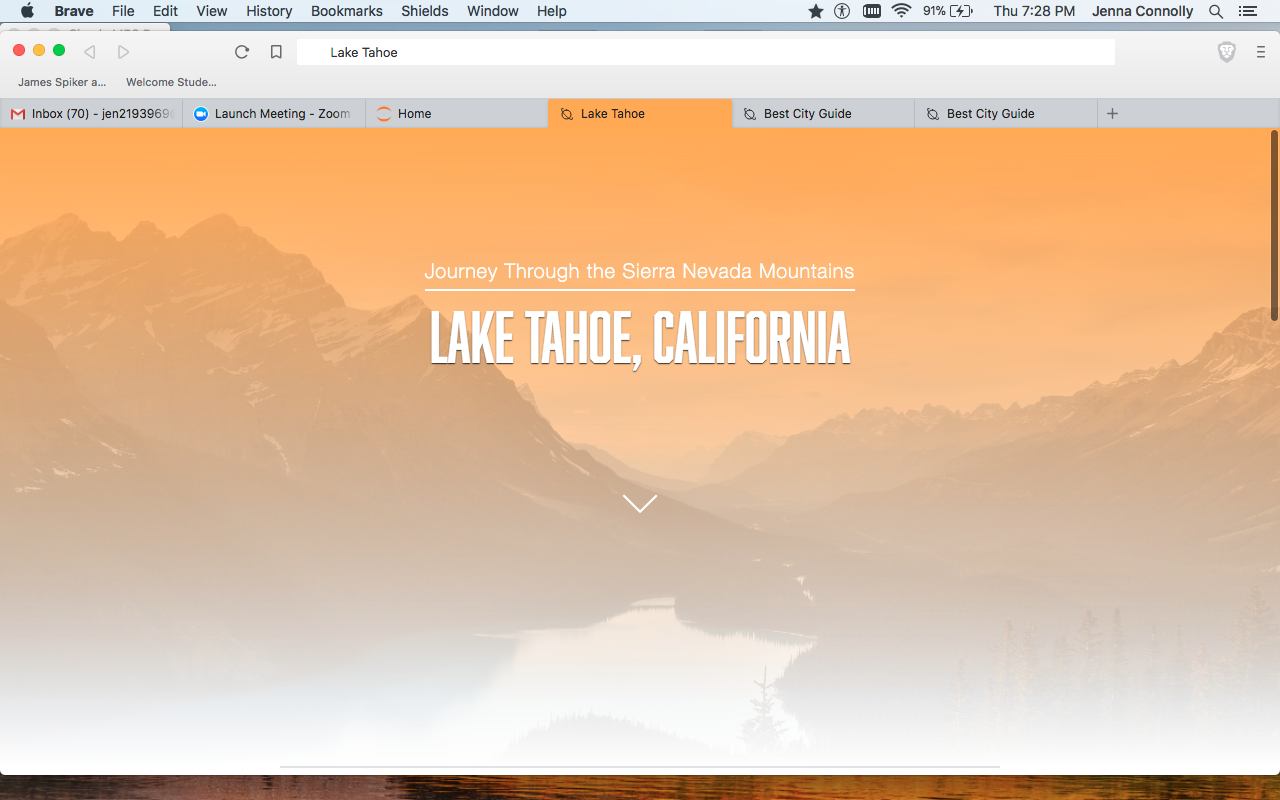 Brave File Edit View History Bookmarks Shields Window Help 91% Thu 7:28 PM Jenna Connolly
Lake Tahoe
James Spiker a... Welcome Stude...
Inbox (70) - jen2193969 Launch Meeting - Zoom Home Lake Tahoe Best City Guide Best City Guide
Journey Through the Sierra Nevada Mountains
LAKE TAHOE, CALIFORNIA